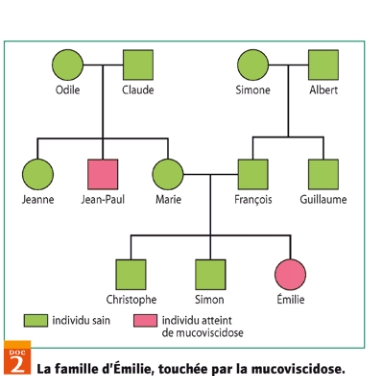 Odile Claude Simone Albert
Jeanne Jean-Paul Marie François Guillaume
Christophe Simon Émilie
individu sain individu atteint
de mucoviscidose
DOC
2 La famille d'Émilie, touchée par la mucoviscidose.